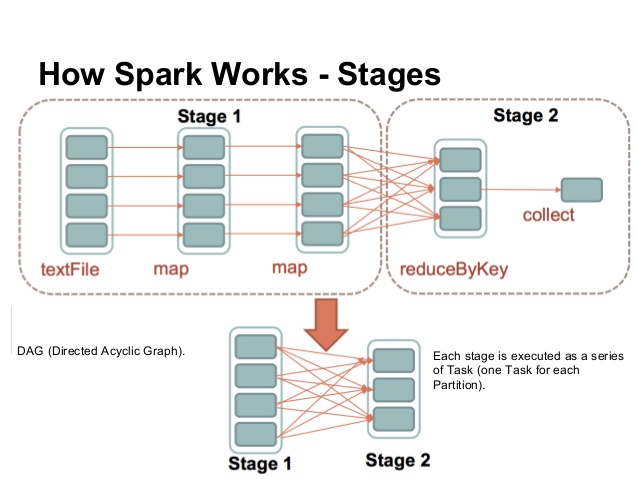 How Spark Works - Stages
Stage 1
Stage 2
textFile
map
map
reduceByKey
collect
DAG (Directed Acyclic Graph).
Each stage is executed as a series
of Task (one Task for each
Partition).
Stage 1
Stage 2